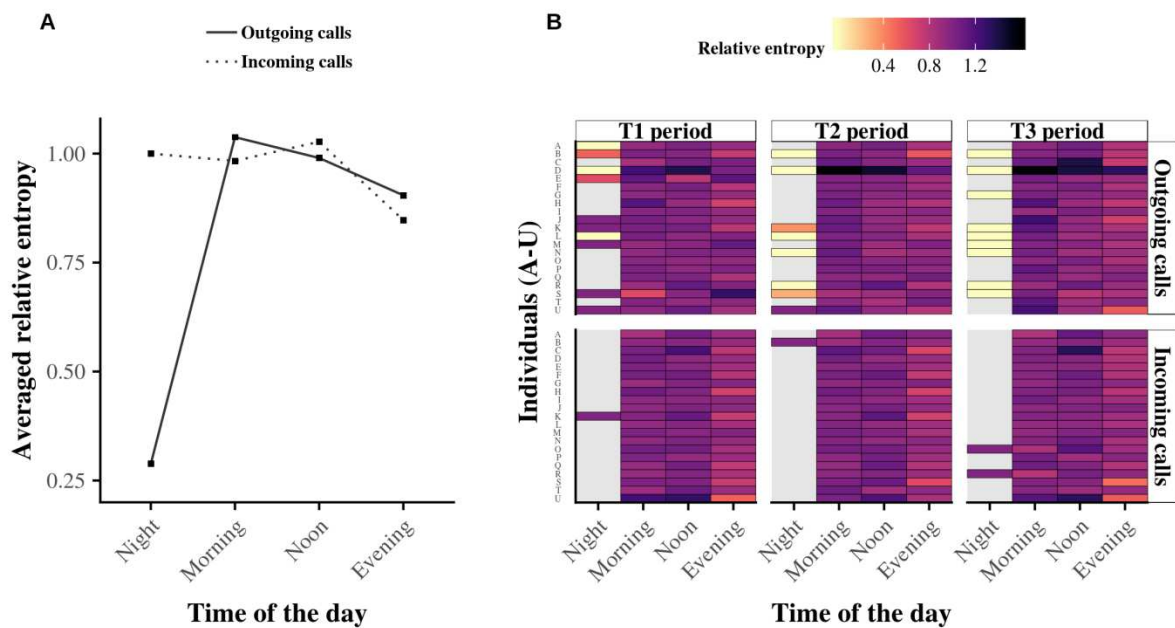 A
Outgoing calls
Incoming calls
Averaged relative entropy
1.00
0.75
0.50
0.25
Night
Morning
Noon
Evening
Time of the day
B
Relative entropy
0.4
0.8
1.2
T1 period
T2 period
T3 period
Individuals (A-U)
A
B
C
D
E
F
G
H
I
J
K
L
M
N
O
P
Q
R
S
T
U
Outgoing calls
A
B
C
D
E
F
G
H
I
J
K
L
M
N
O
P
Q
R
S
T
U
Incoming calls
Night
Morning
Noon
Evening
Night
Morning
Noon
Evening
Night
Morning
Noon
Evening
Time of the day